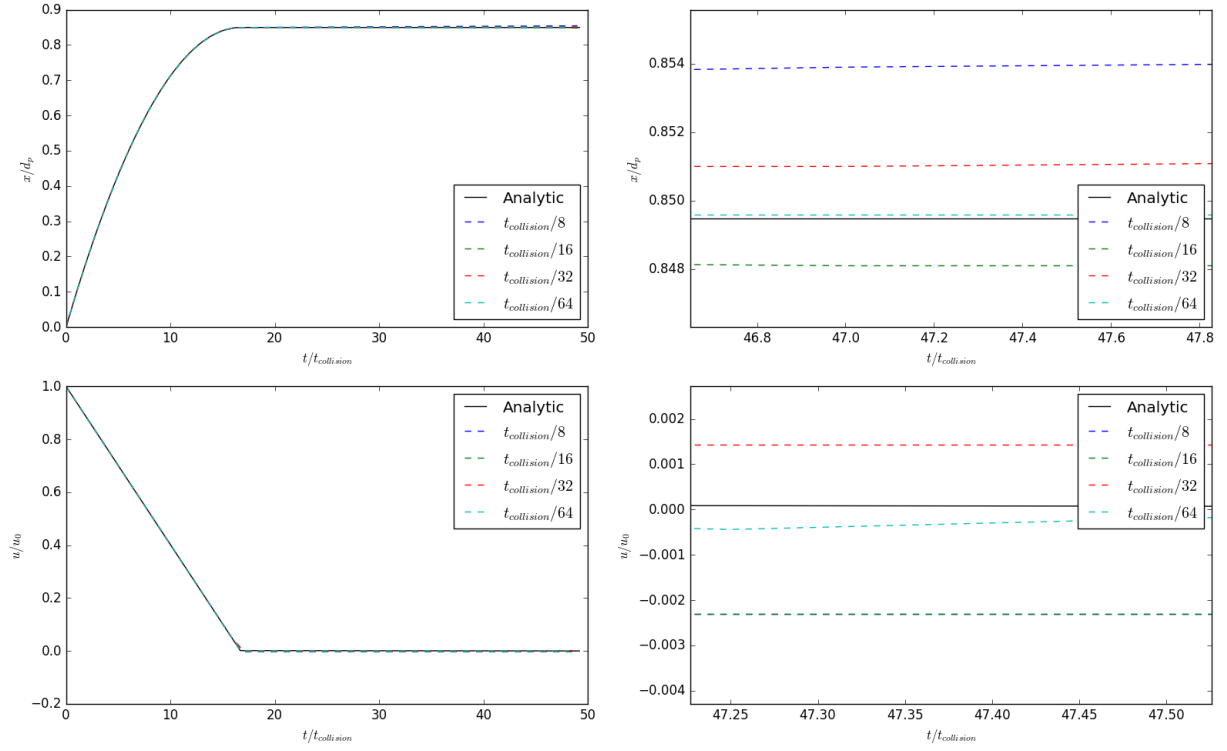 0.9
0.8
0.7
0.6
0.5
0.4
0.3
0.2
0.1
0.0
x/d_p
0 10 20 30 40 50
t/t_collision
Analytic
t_collision/8
t_collision/16
t_collision/32
t_collision/64
0.854
0.852
0.850
0.848
x/d_p
46.8 47.0 47.2 47.4 47.6 47.8
t/t_collision
Analytic
t_collision/8
t_collision/16
t_collision/32
t_collision/64
1.0
0.8
0.6
0.4
0.2
0.0
−0.2
u/u_0
0 10 20 30 40 50
t/t_collision
Analytic
t_collision/8
t_collision/16
t_collision/32
t_collision/64
0.002
0.001
0.000
−0.001
−0.002
−0.003
−0.004
u/u_0
47.25 47.30 47.35 47.40 47.45 47.50
t/t_collision
Analytic
t_collision/8
t_collision/16
t_collision/32
t_collision/64